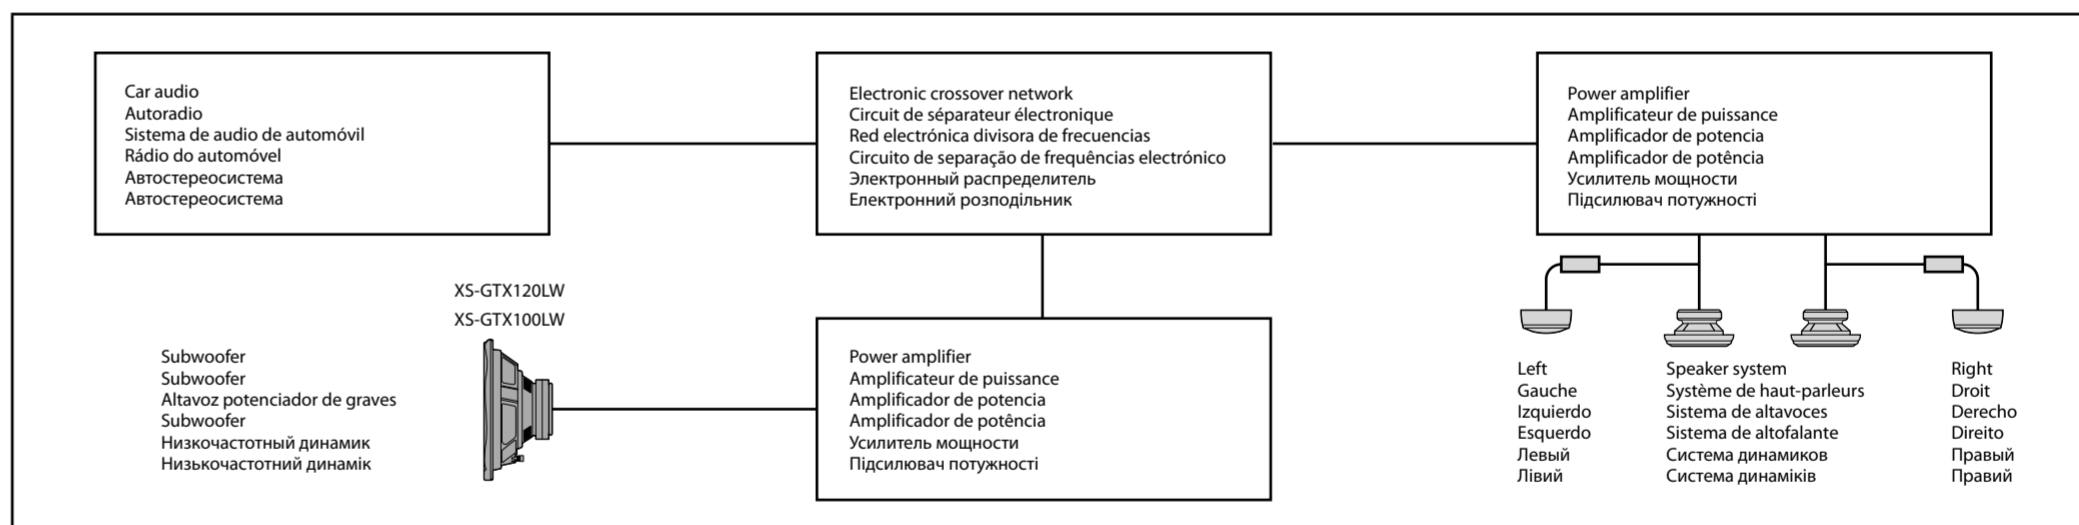 Car audio
Autoradio
Sistema de audio de automóvil
Rádio do automóvel
Автостереосистема
Автостереосистема
Electronic crossover network
Circuit de séparateur électronique
Red electrónica divisora de frecuencias
Circuito de separação de frequências electrónico
Электронный распределитель
Електронний розподільник
Power amplifier
Amplificateur de puissance
Amplificador de potencia
Amplificador de potência
Усилитель мощности
Підсилювач потужності
XS-GTX120LW
XS-GTX100LW
Subwoofer
Subwoofer
Altavoz potenciador de graves
Subwoofer
Низкочастотный динамик
Низькочастотний динамік
Power amplifier
Amplificateur de puissance
Amplificador de potencia
Amplificador de potência
Усилитель мощности
Підсилювач потужності
Left
Gauche
Izquierdo
Esquerdo
Левый
Лівий
Speaker system
Système de haut-parleurs
Sistema de altavoces
Sistema de altofalante
Система динамиков
Система динаміків
Right
Droit
Derecho
Direito
Правый
Правий